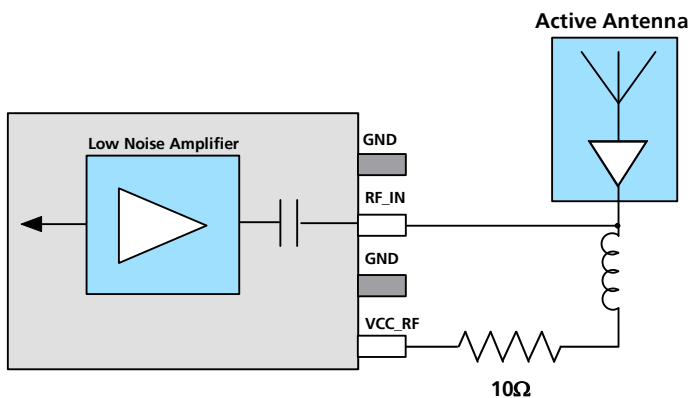 Active Antenna
Low Noise Amplifier
GND
RF_IN
GND
VCC_RF
10Ω